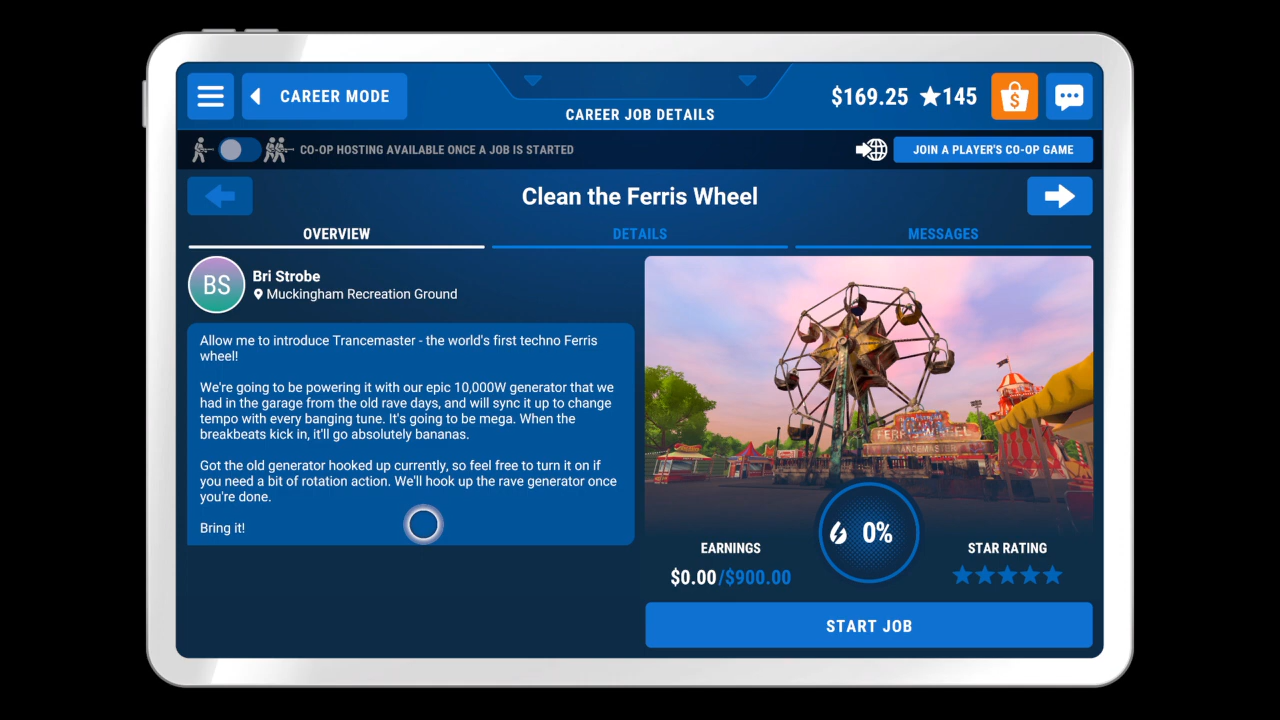 CAREER MODE
CAREER JOB DETAILS
$169.25 ★145
CO-OP HOSTING AVAILABLE ONCE A JOB IS STARTED
JOIN A PLAYER'S CO-OP GAME
Clean the Ferris Wheel
OVERVIEW
DETAILS
MESSAGES
BS
Bri Strobe
Muckingham Recreation Ground
Allow me to introduce Trancemaster - the world's first techno Ferris
wheel!
We're going to be powering it with our epic 10,000W generator that we
had in the garage from the old rave days, and will sync it up to change
tempo with every banging tune. It's going to be mega. When the
breakbeats kick in, it'll go absolutely bananas.
Got the old generator hooked up currently, so feel free to turn it on if
you need a bit of rotation action. We'll hook up the rave generator once
you're done.
Bring it!
FERRIS WHEEL
TRANCEMASTER
0%
EARNINGS
$0.00/$900.00
STAR RATING
START JOB